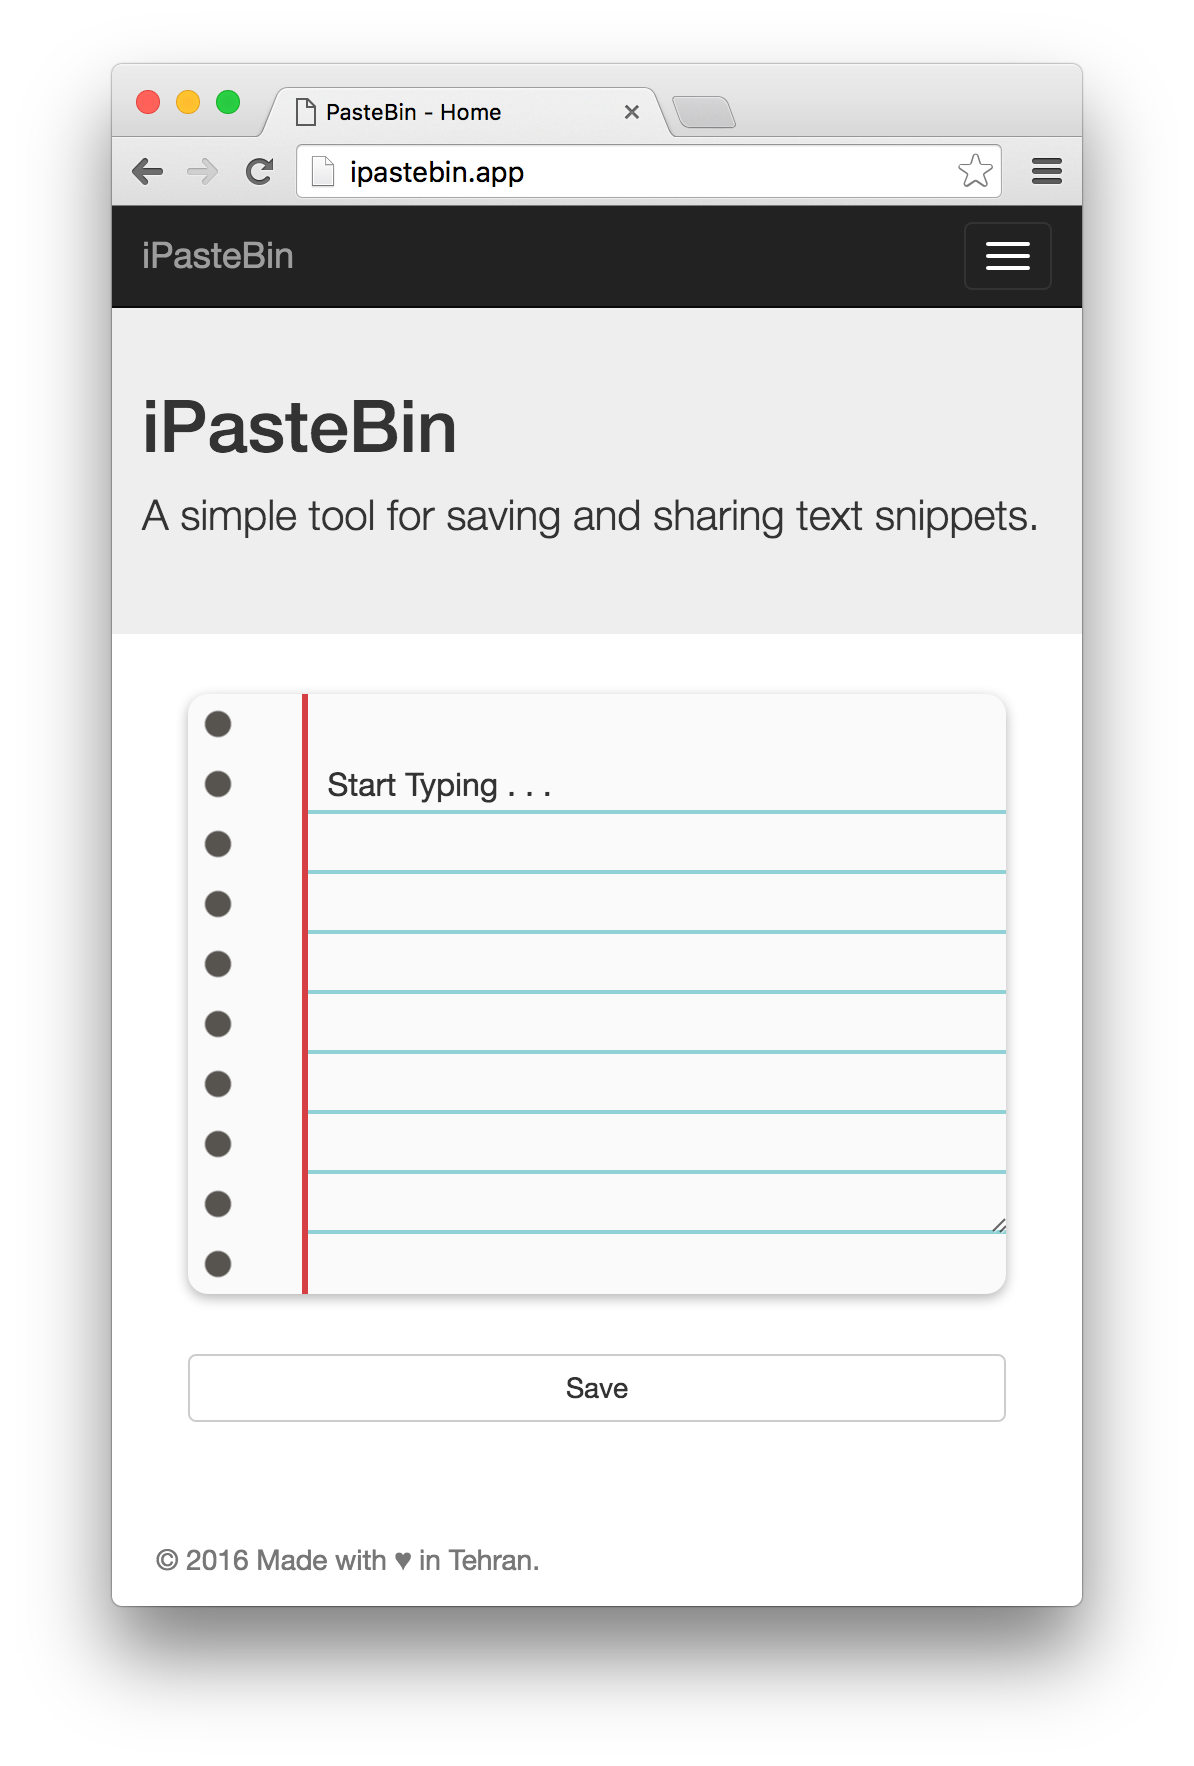 PasteBin - Home
ipastebin.app
iPasteBin
iPasteBin
A simple tool for saving and sharing text snippets.
Start Typing . . .
Save
© 2016 Made with ♥ in Tehran.